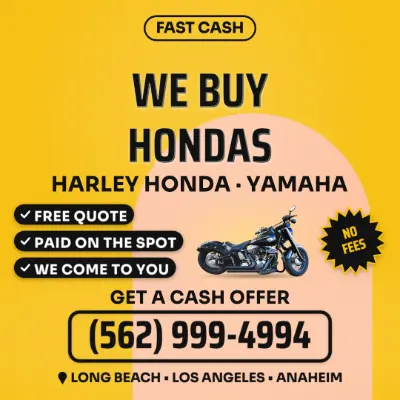 FAST CASH
WE BUY
HONDAS
HARLEY HONDA · YAMAHA
FREE QUOTE
PAID ON THE SPOT
WE COME TO YOU
NO
FEES
GET A CASH OFFER
(562) 999-4994
LONG BEACH • LOS ANGELES • ANAHEIM